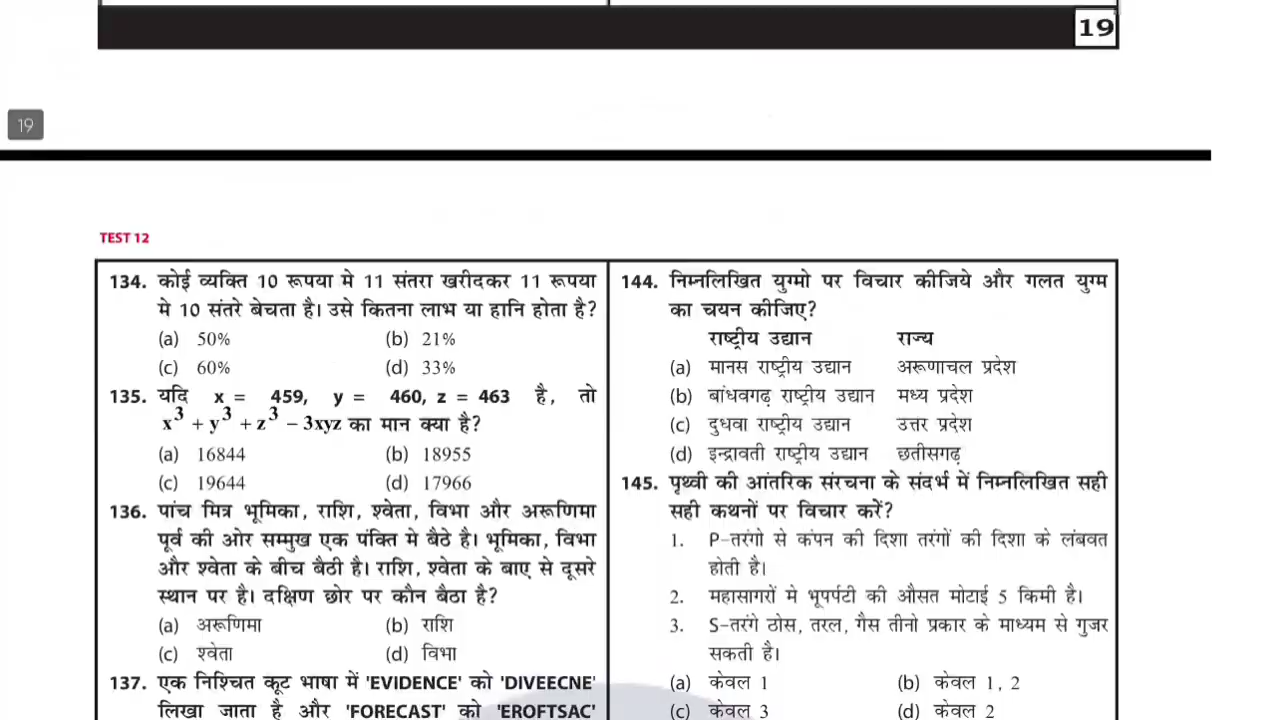 19
19
TEST 12
134. कोई व्यक्ति 10 रूपया मे 11 संतरा खरीदकर 11 रूपया
मे 10 संतरे बेचता है। उसे कितना लाभ या हानि होता है?
(a) 50% (b) 21%
(c) 60% (d) 33%
135. यदि x = 459, y = 460, z = 463 है, तो
x³ + y³ + z³ − 3xyz का मान क्या है?
(a) 16844 (b) 18955
(c) 19644 (d) 17966
136. पांच मित्र भूमिका, राशि, श्वेता, विभा और अरूणिमा
पूर्व की ओर सम्मुख एक पंक्ति मे बैठे है। भूमिका, विभा
और श्वेता के बीच बैठी है। राशि, श्वेता के बाए से दूसरे
स्थान पर है। दक्षिण छोर पर कौन बैठा है?
(a) अरूणिमा (b) राशि
(c) श्वेता (d) विभा
137. एक निश्चित कूट भाषा में 'EVIDENCE' को 'DIVEECNE'
लिखा जाता है और 'FORECAST' को 'EROFTSAC'
144. निम्नलिखित युग्मो पर विचार कीजिये और गलत युग्म
का चयन कीजिए?
राष्ट्रीय उद्यान राज्य
(a) मानस राष्ट्रीय उद्यान अरूणाचल प्रदेश
(b) बांधवगढ़ राष्ट्रीय उद्यान मध्य प्रदेश
(c) दुधवा राष्ट्रीय उद्यान उत्तर प्रदेश
(d) इन्द्रावती राष्ट्रीय उद्यान छतीसगढ़
145. पृथ्वी की आंतरिक संरचना के संदर्भ में निम्नलिखित सही
सही कथनों पर विचार करें?
1. P-तरंगो से कंपन की दिशा तरंगों की दिशा के लंबवत
होती है।
2. महासागरों मे भूपर्पटी की औसत मोटाई 5 किमी है।
3. S-तरंगे ठोस, तरल, गैस तीनो प्रकार के माध्यम से गुजर
सकती है।
(a) केवल 1 (b) केवल 1, 2
(c) केवल 3 (d) केवल 2